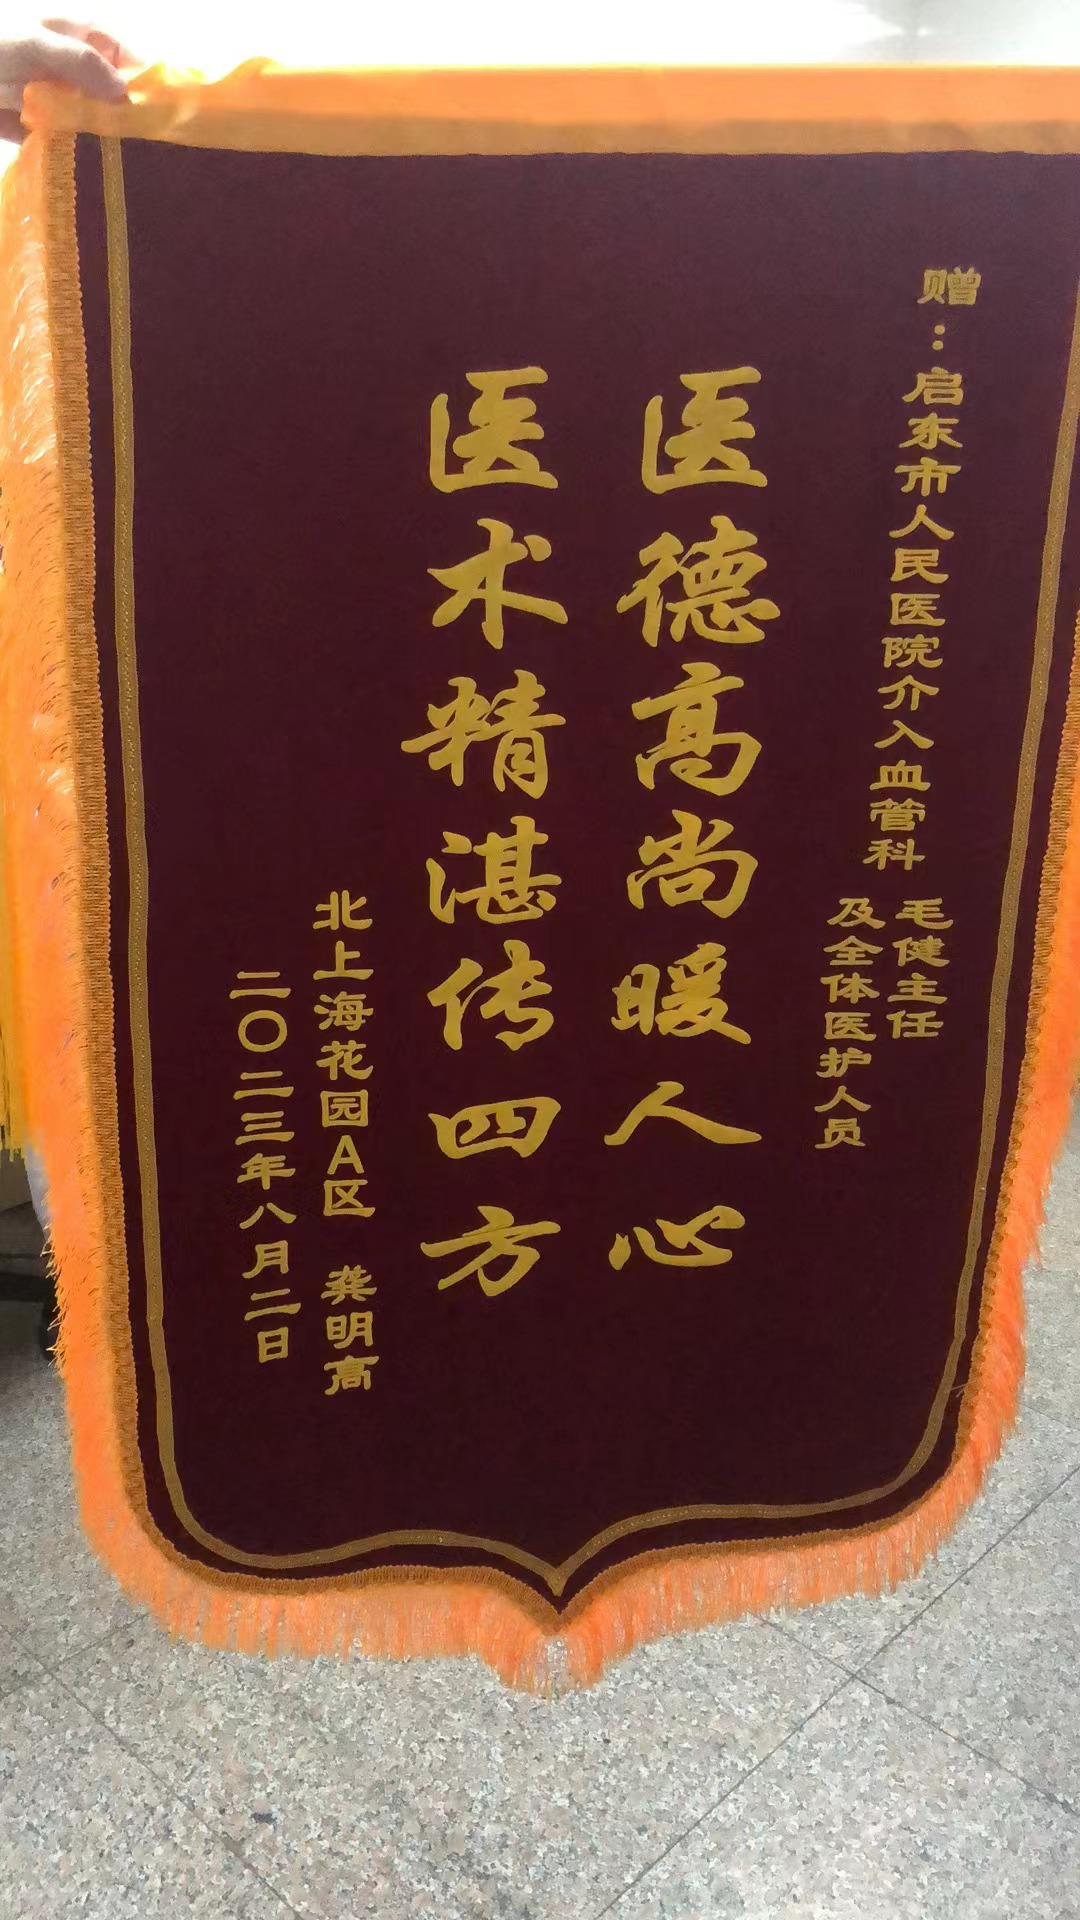 赠：启东市人民医院介入血管科
毛健主任
及全体医护人员
医德高尚暖人心
医术精湛传四方
北上海花园A区 龚明高
二〇二三年八月二日